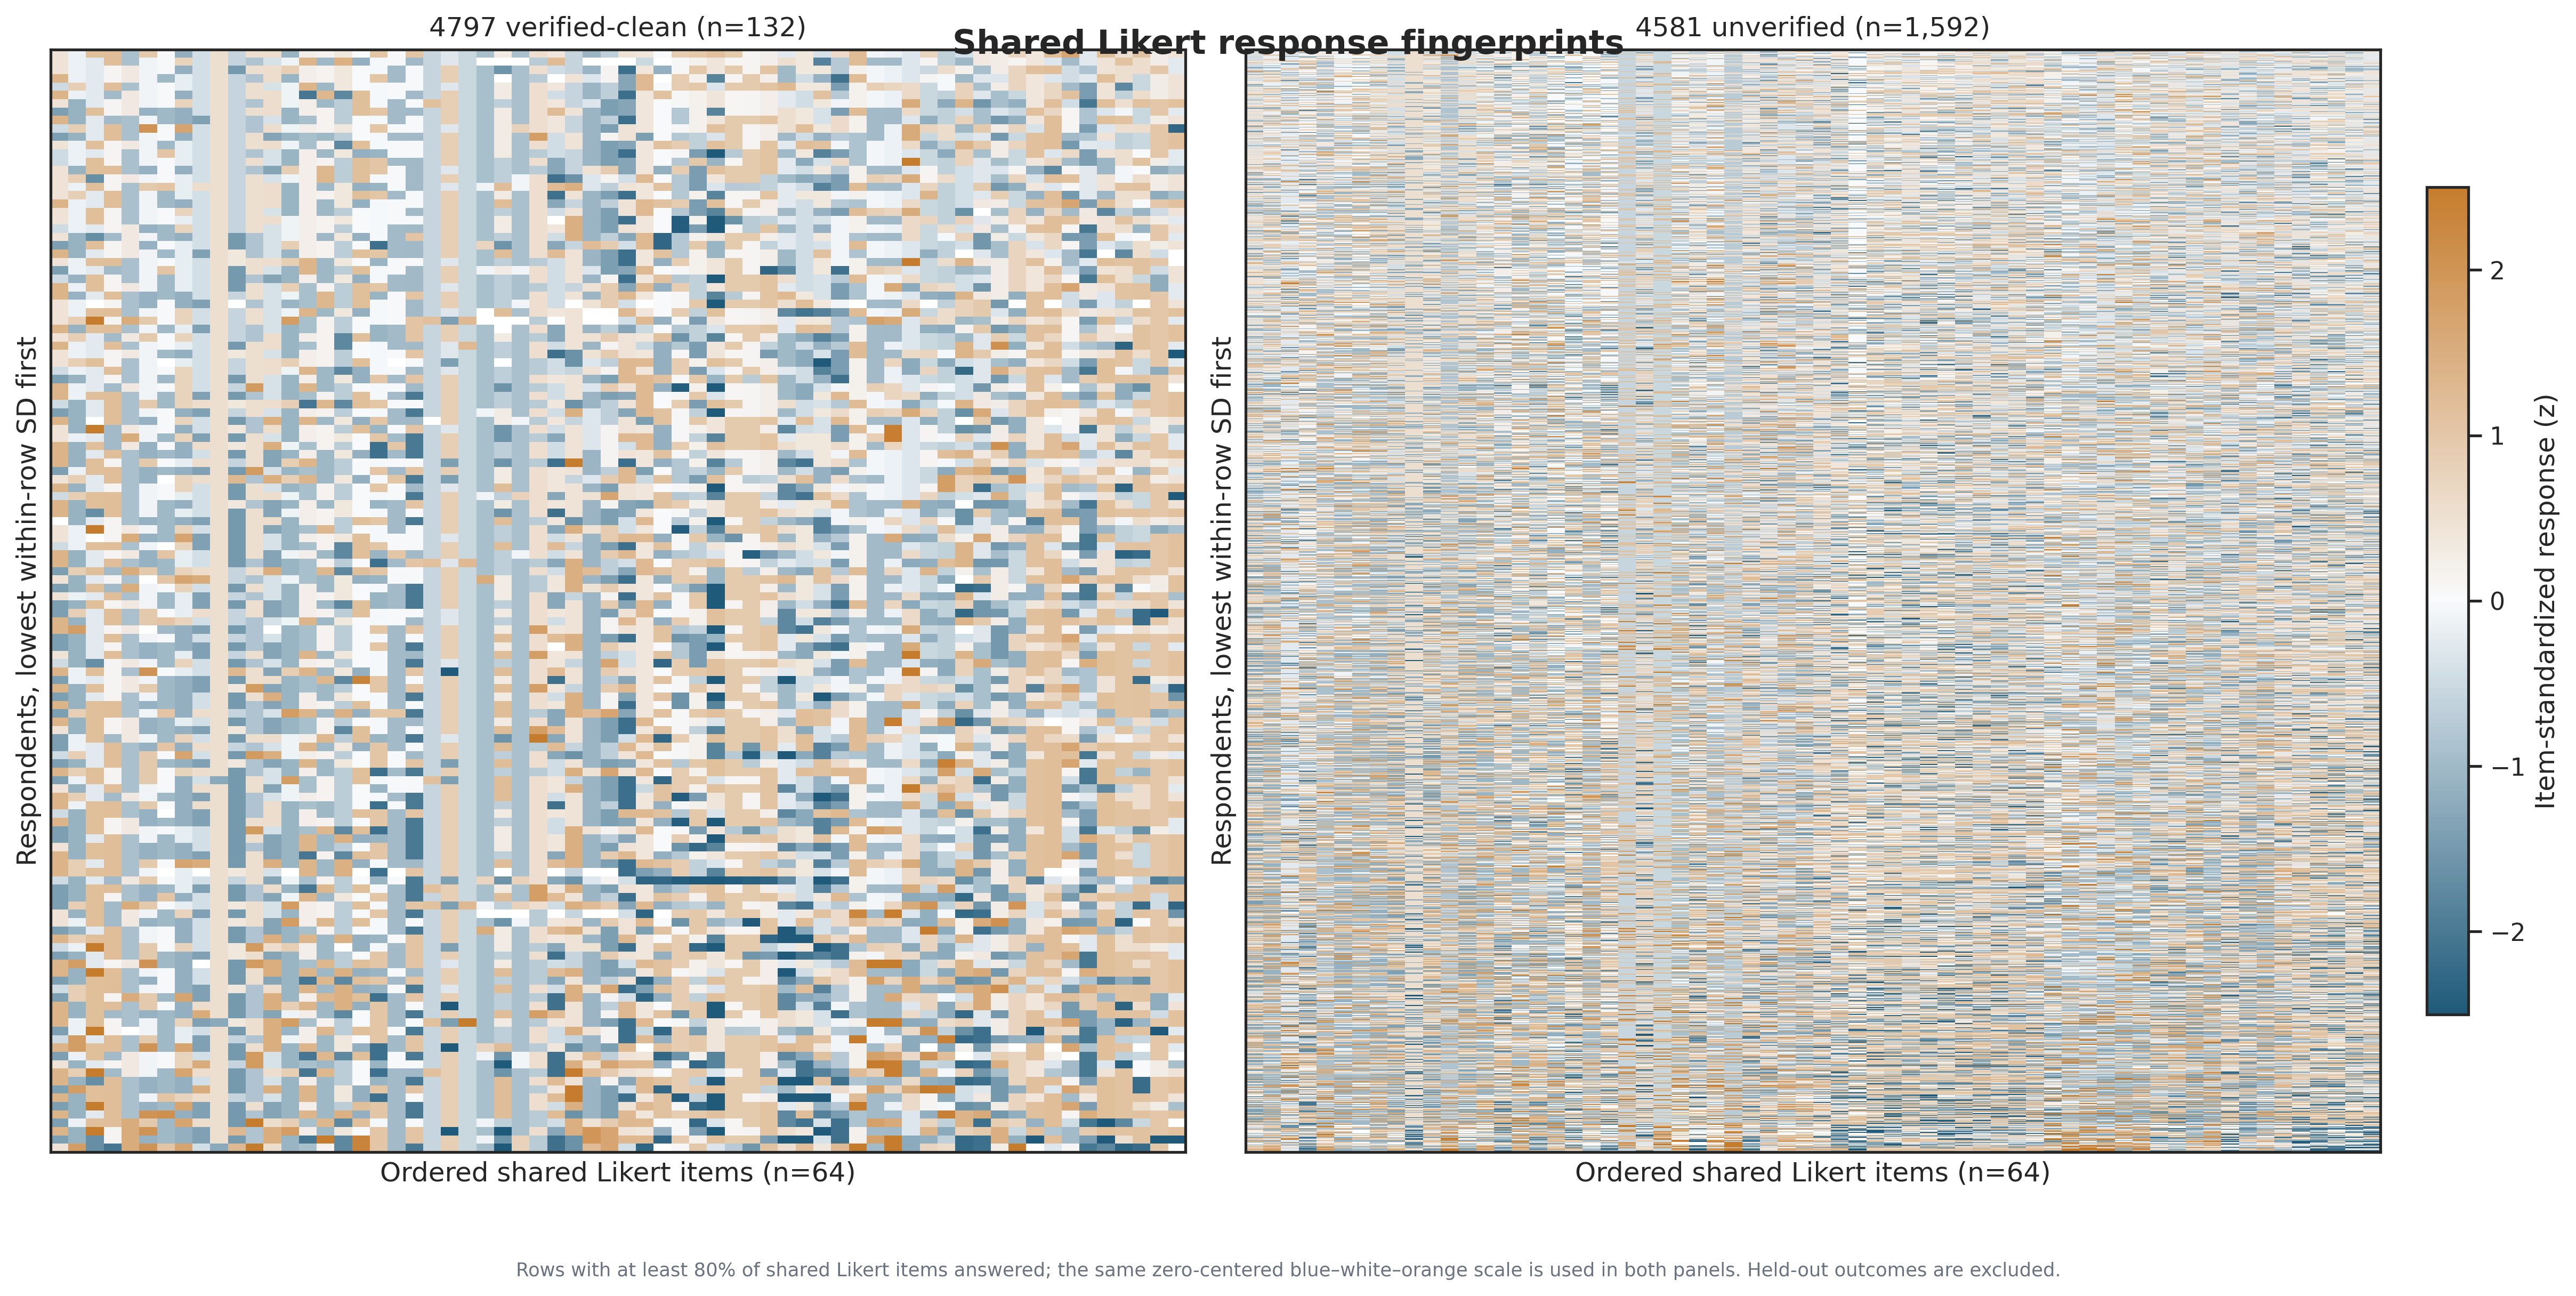 Shared Likert response fingerprints
4797 verified-clean (n=132)
4581 unverified (n=1,592)
Respondents, lowest within-row SD first
Ordered shared Likert items (n=64)
Respondents, lowest within-row SD first
Ordered shared Likert items (n=64)
2
1
0
−1
−2
Item-standardized response (z)
Rows with at least 80% of shared Likert items answered; the same zero-centered blue–white–orange scale is used in both panels. Held-out outcomes are excluded.